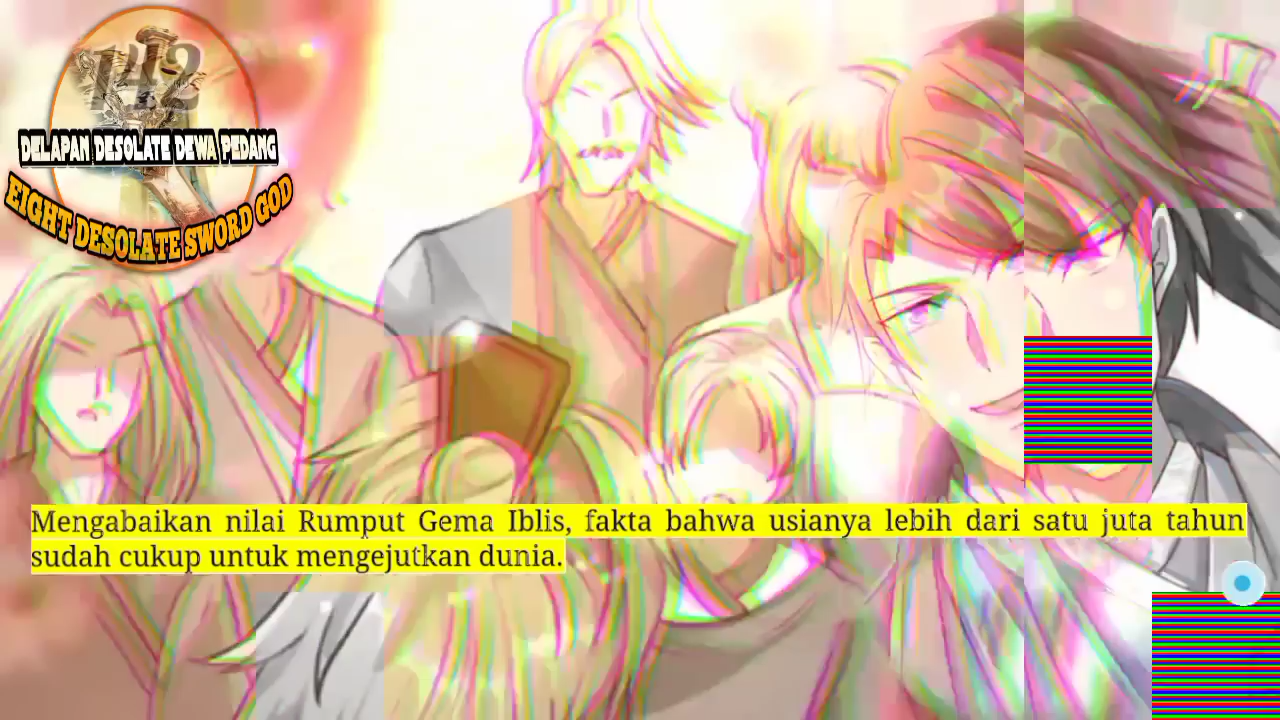 142
DELAPAN DESOLATE DEWA PEDANG
EIGHT DESOLATE SWORD GOD
Mengabaikan nilai Rumput Gema Iblis, fakta bahwa usianya lebih dari satu juta tahun
sudah cukup untuk mengejutkan dunia.